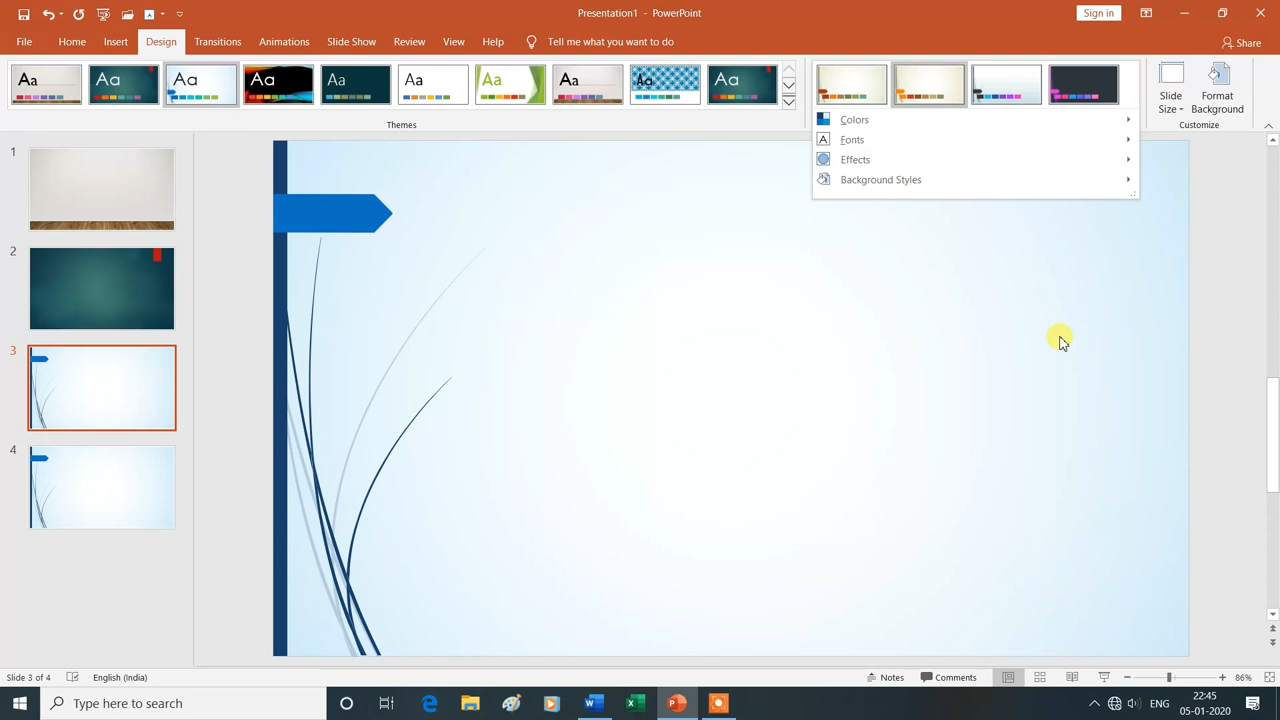 Presentation1 - PowerPoint
Sign in
File Home Insert Design Transitions Animations Slide Show Review View Help Tell me what you want to do
Share
Aa Aa Aa Aa Aa Aa Aa Aa Aa Aa
Themes
Colors
Fonts
Effects
Background Styles
Slide Size
Format Background
Customize
1
2
3
4
Slide 3 of 4 English (India) Notes Comments 86%
Type here to search
ENG
22:45
05-01-2020